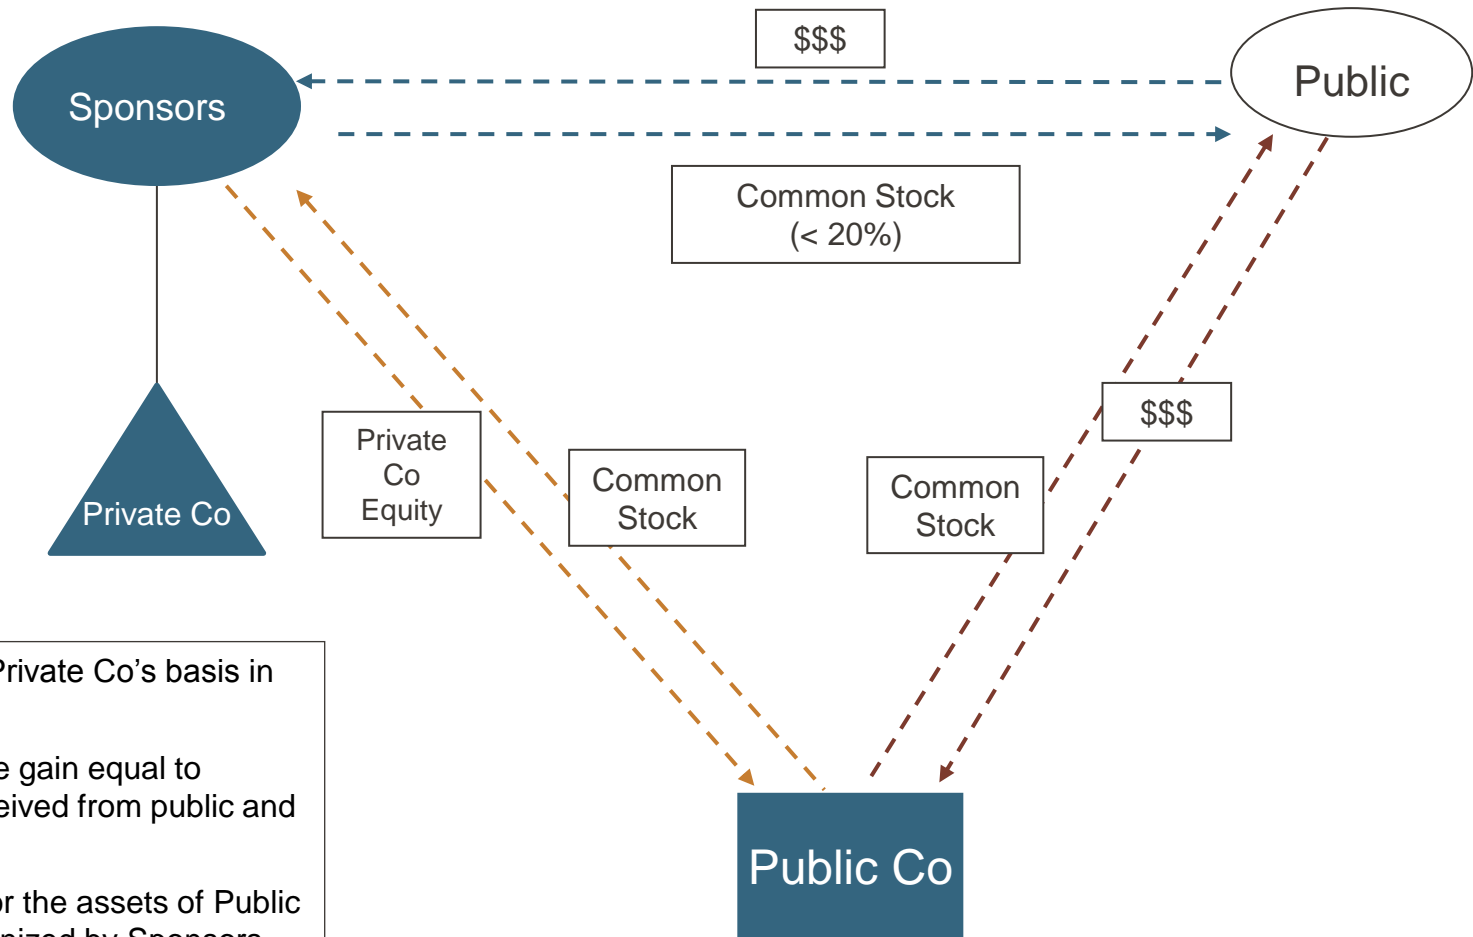 $$$
Public
Sponsors
Common Stock
(< 20%)
$$$
Private
Co
Equity
Common
Stock
Common
Stock
Private Co
Private Co’s basis in
e gain equal to
eived from public and
or the assets of Public
Public Co